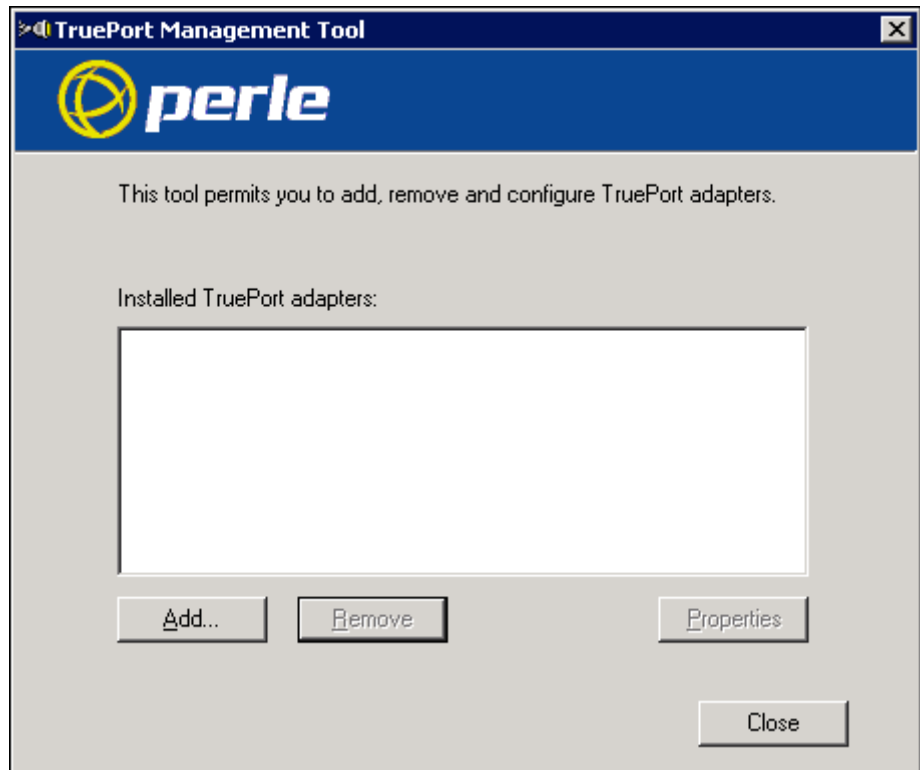 TruePort Management Tool
perle
This tool permits you to add, remove and configure TruePort adapters.
Installed TruePort adapters:
Add...
Remove
Properties
Close